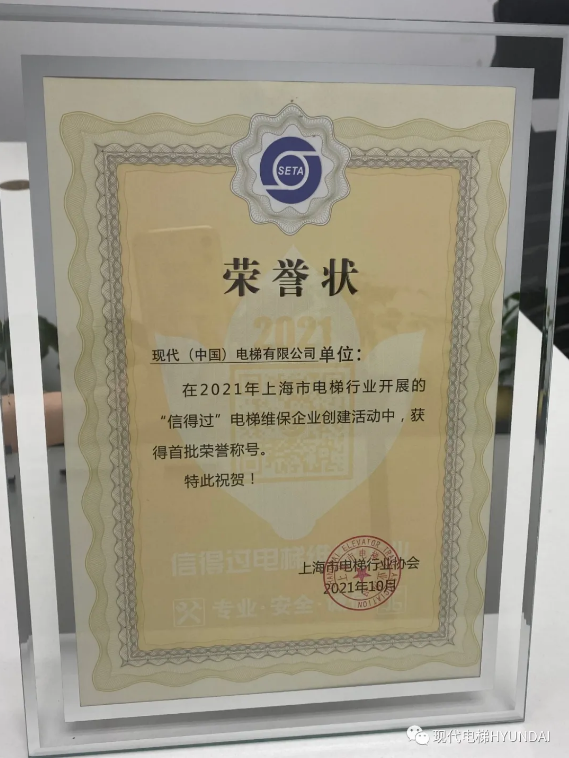 SETA
荣誉状
2021
现代（中国）电梯有限公司单位：
在2021年上海市电梯行业开展的
“信得过”电梯维保企业创建活动中，获
得首批荣誉称号。
特此祝贺！
信得过电梯维
上海市电梯行业协会
2021年10月
专业·安全
现代电梯HYUNDAI